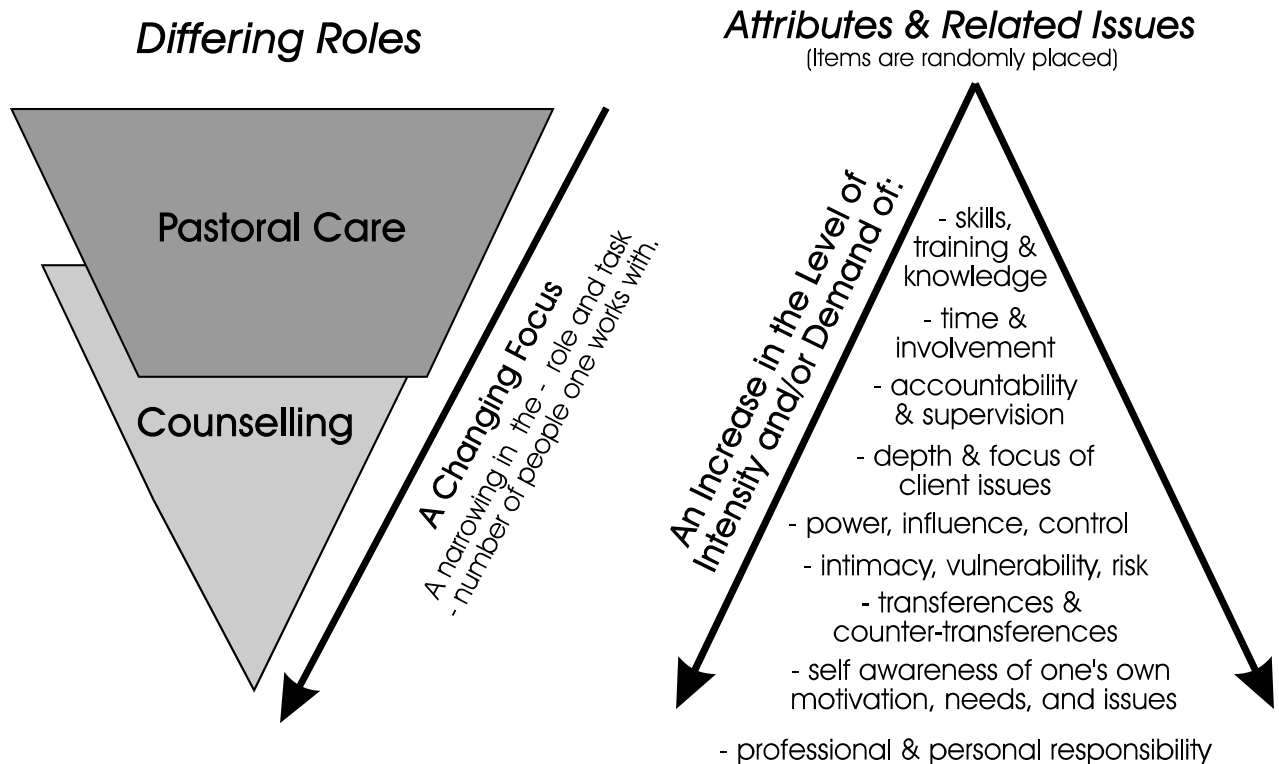 Differing Roles
Pastoral Care
Counselling
A Changing Focus
A narrowing in  the -  role and task
- number of people one works with.
Attributes & Related Issues
(Items are randomly placed)
An Increase in the Level of
Intensity and/or Demand of:
- skills,
training &
knowledge
- time &
involvement
- accountability
& supervision
- depth & focus of
client issues
- power, influence, control
- intimacy, vulnerability, risk
- transferences &
counter-transferences
- self awareness of one's own
motivation, needs, and issues
- professional & personal responsibility